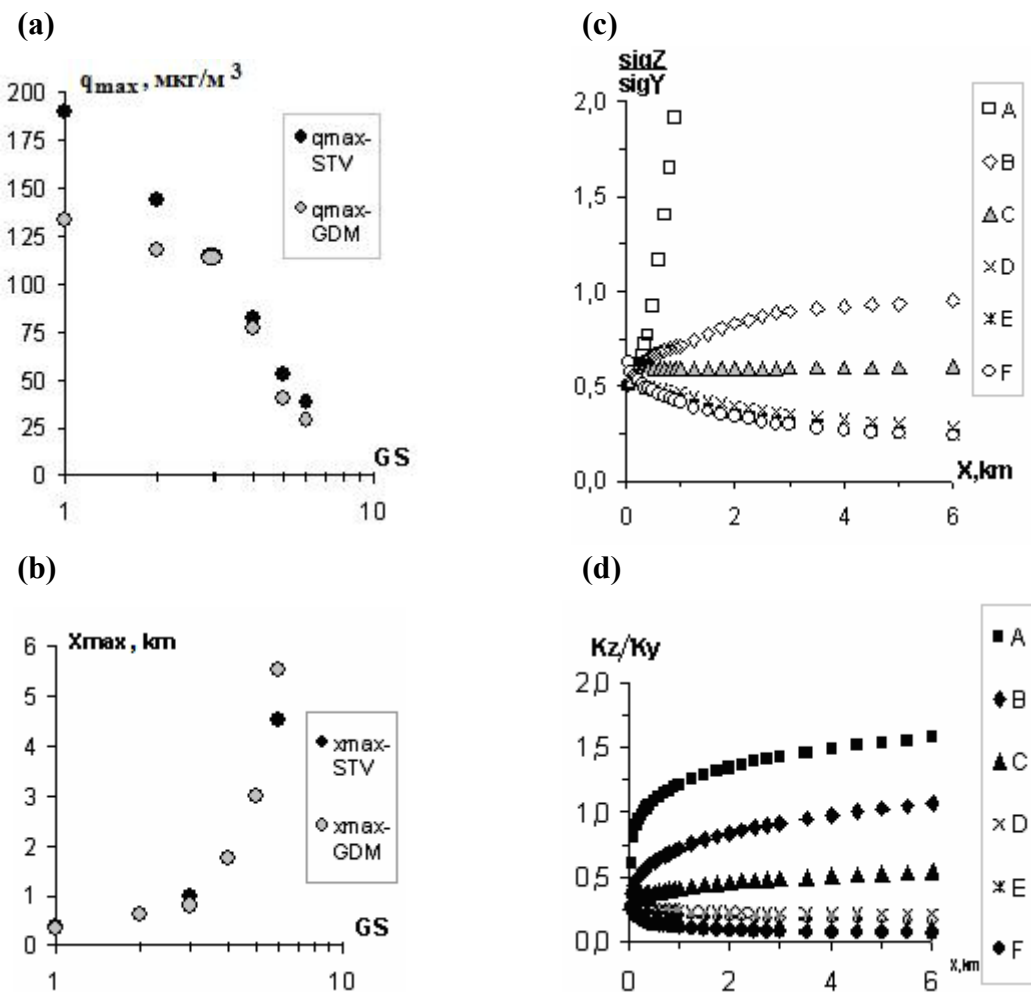 (a)
qmax, мкг/м 3
200
175
150
125
100
75
50
25
0
1
10
GS
qmax-
STV
qmax-
GDM
(c)
sigZ
sigY
2,0
1,5
1,0
0,5
0,0
0
2
4
6
X,km
A
B
C
D
E
F
(b)
Xmax, km
6
5
4
3
2
1
0
1
10
GS
xmax-
STV
xmax-
GDM
(d)
Kz/Ky
2,0
1,5
1,0
0,5
0,0
0
2
4
6
X,km
A
B
C
D
E
F